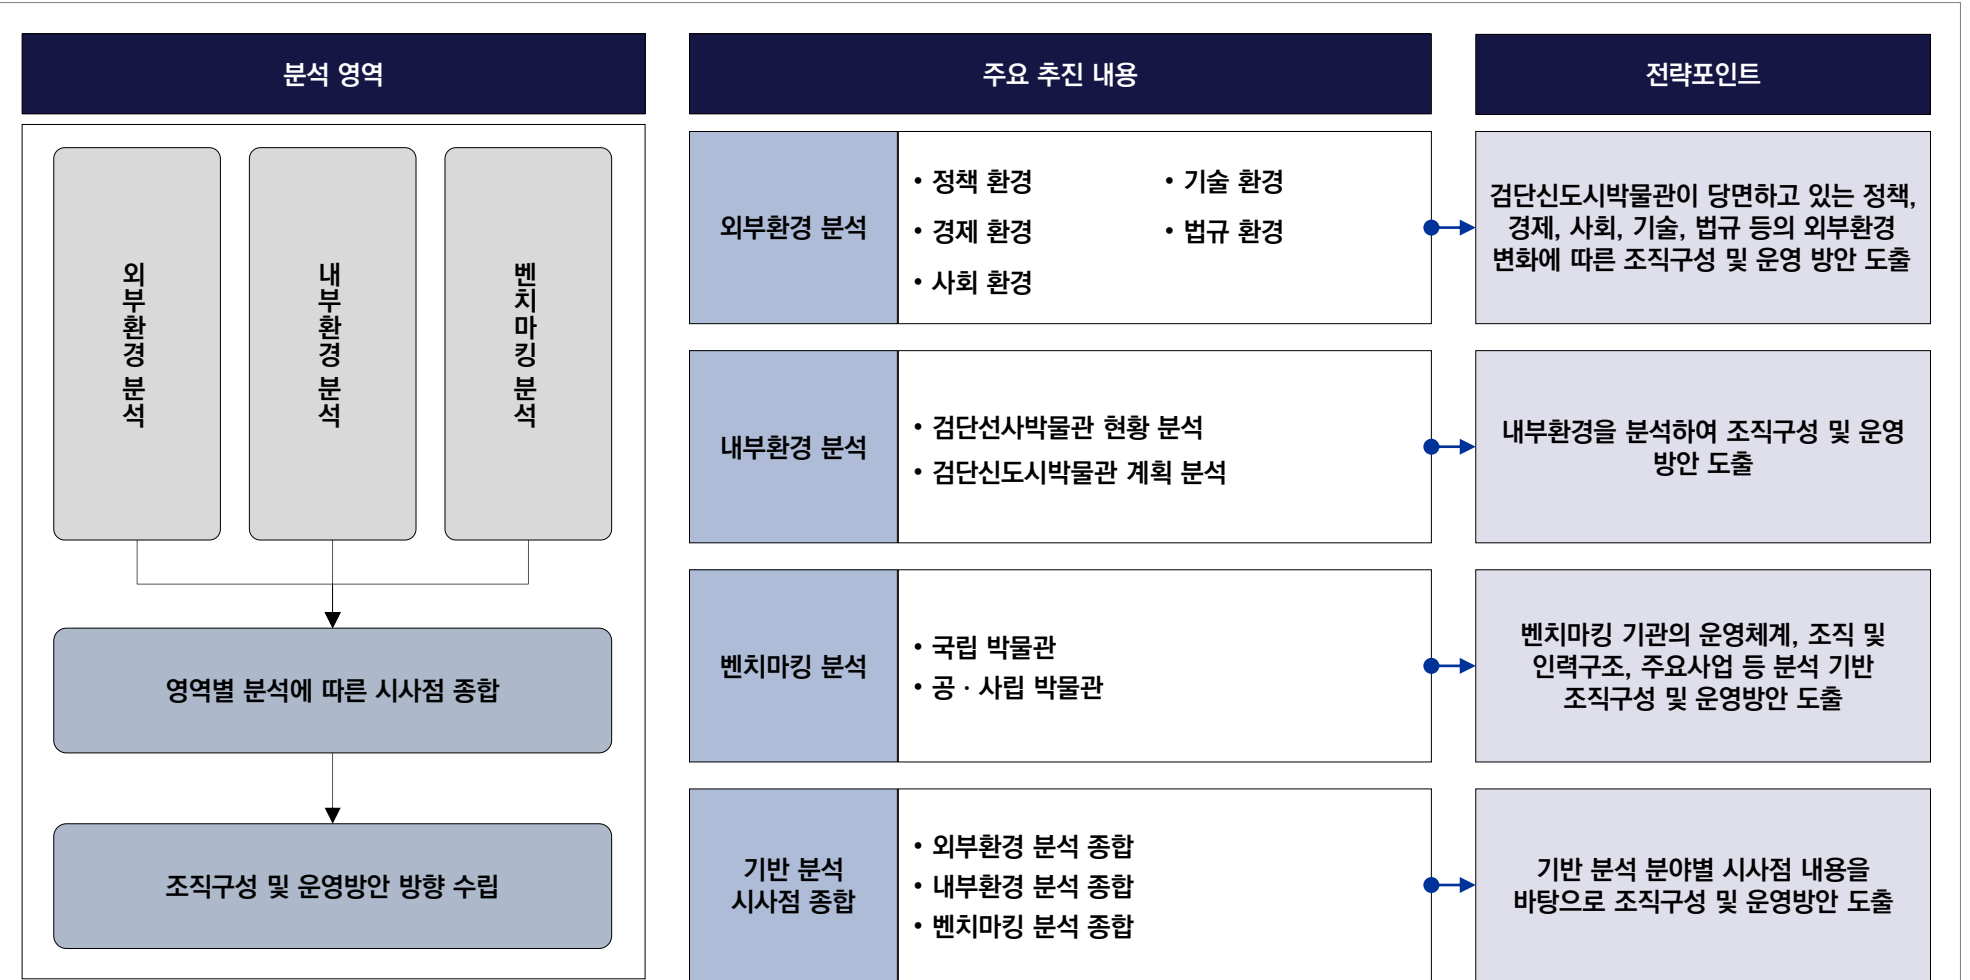 분석 영역
외부환경 분석
내부환경 분석
벤치마킹 분석
영역별 분석에 따른 시사점 종합
조직구성 및 운영방안 방향 수립
주요 추진 내용
전략포인트
외부환경 분석
• 정책 환경
• 경제 환경
• 사회 환경
• 기술 환경
• 법규 환경
검단신도시박물관이 당면하고 있는 정책,
경제, 사회, 기술, 법규 등의 외부환경
변화에 따른 조직구성 및 운영 방안 도출
내부환경 분석
• 검단선사박물관 현황 분석
• 검단신도시박물관 계획 분석
내부환경을 분석하여 조직구성 및 운영
방안 도출
벤치마킹 분석
• 국립 박물관
• 공 · 사립 박물관
벤치마킹 기관의 운영체계, 조직 및
인력구조, 주요사업 등 분석 기반
조직구성 및 운영방안 도출
기반 분석
시사점 종합
• 외부환경 분석 종합
• 내부환경 분석 종합
• 벤치마킹 분석 종합
기반 분석 분야별 시사점 내용을
바탕으로 조직구성 및 운영방안 도출